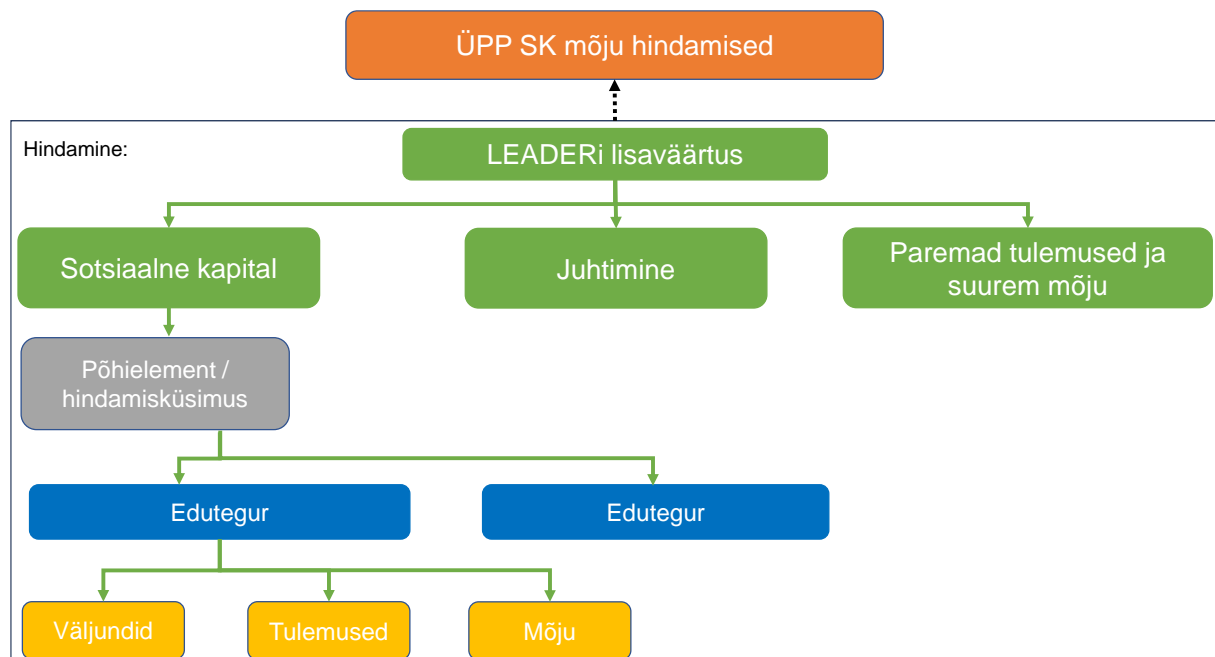 ÜPP SK mõju hindamised
Hindamine:
LEADERi lisaväärtus
Sotsiaalne kapital
Juhtimine
Paremad tulemused ja
suurem mõju
Põhielement /
hindamisküsimus
Edutegur
Edutegur
Väljundid
Tulemused
Mõju